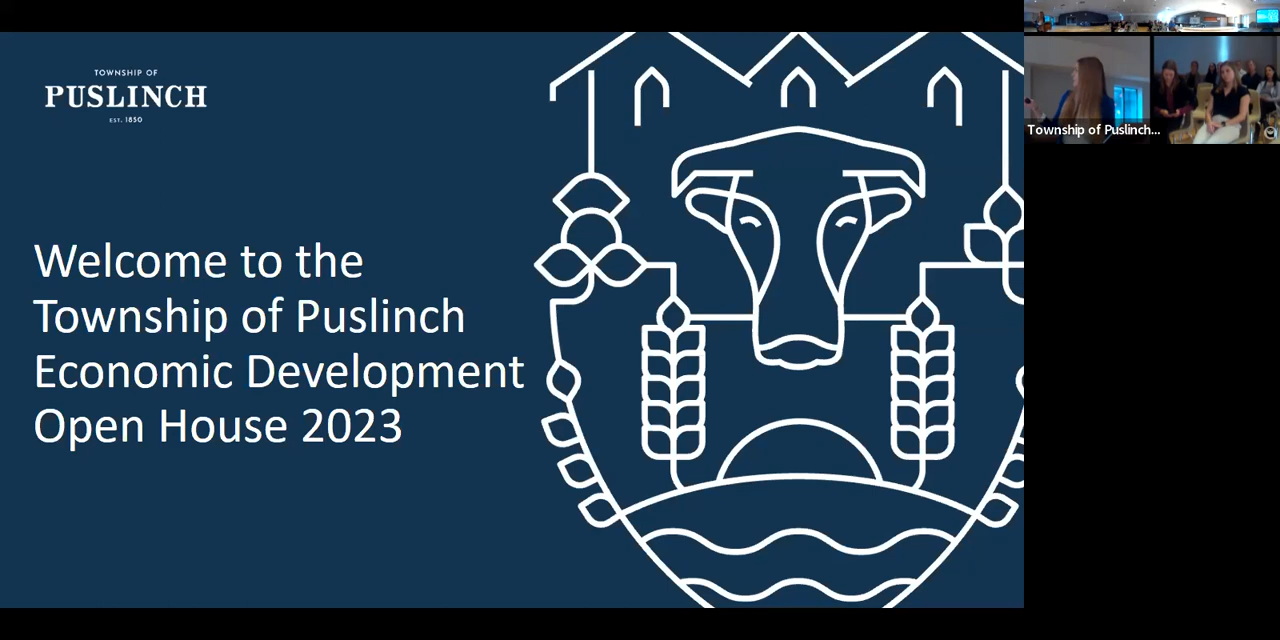 TOWNSHIP OF
PUSLINCH
EST. 1850
Welcome to the
Township of Puslinch
Economic Development
Open House 2023
Township of Puslinch...